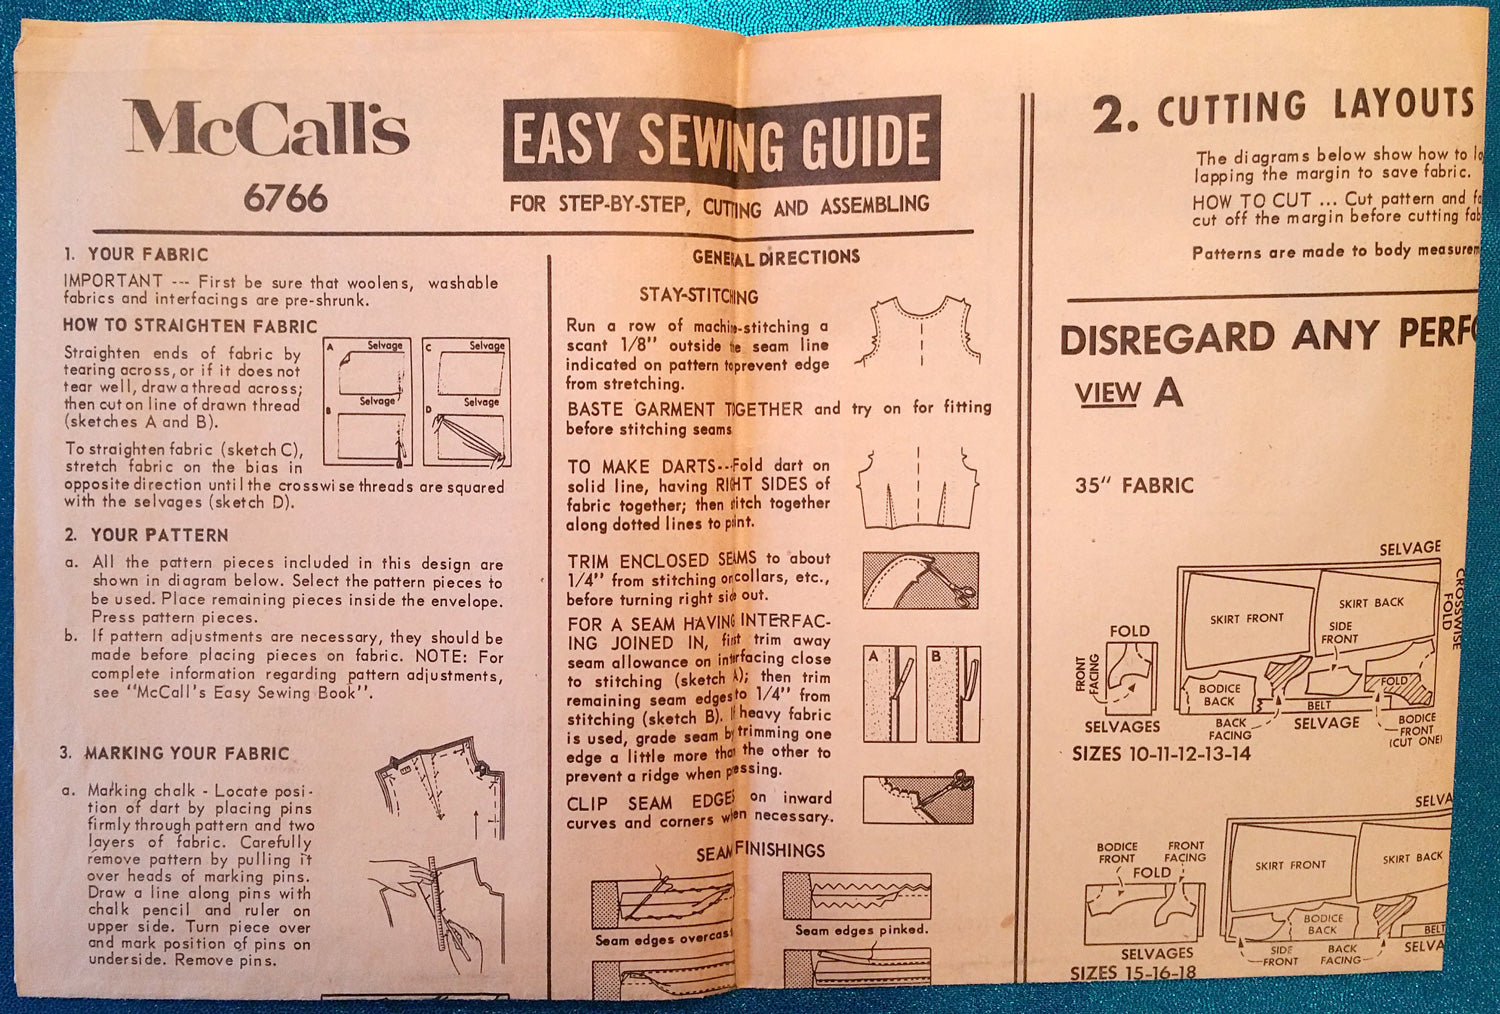 McCall's
6766
EASY SEWING GUIDE
FOR STEP-BY-STEP, CUTTING AND ASSEMBLING
1. YOUR FABRIC
IMPORTANT --- First be sure that woolens, washable
fabrics and interfacings are pre-shrunk.
HOW TO STRAIGHTEN FABRIC
Straighten ends of fabric by
tearing across, or if it does not
tear well, draw a thread across;
then cut on line of drawn thread
(sketches A and B).
To straighten fabric (sketch C),
stretch fabric on the bias in
opposite direction until the crosswise threads are squared
with the selvages (sketch D).
A Selvage
C Selvage
B Selvage
D Selvage
2. YOUR PATTERN
a. All the pattern pieces included in this design are
shown in diagram below. Select the pattern pieces to
be used. Place remaining pieces inside the envelope.
Press pattern pieces.
b. If pattern adjustments are necessary, they should be
made before placing pieces on fabric. NOTE: For
complete information regarding pattern adjustments,
see "McCall's Easy Sewing Book".
3. MARKING YOUR FABRIC
a. Marking chalk - Locate posi-
tion of dart by placing pins
firmly through pattern and two
layers of fabric. Carefully
remove pattern by pulling it
over heads of marking pins.
Draw a line along pins with
chalk pencil and ruler on
upper side. Turn piece over
and mark position of pins on
underside. Remove pins.
GENERAL DIRECTIONS
STAY-STITCHING
Run a row of machine-stitching a
scant 1/8" outside the seam line
indicated on pattern to prevent edge
from stretching.
BASTE GARMENT TOGETHER and try on for fitting
before stitching seams
TO MAKE DARTS--Fold dart on
solid line, having RIGHT SIDES of
fabric together; then stitch together
along dotted lines to point.
TRIM ENCLOSED SEAMS to about
1/4" from stitching on collars, etc.,
before turning right side out.
FOR A SEAM HAVING INTERFAC-
ING JOINED IN, first trim away
seam allowance on interfacing close
to stitching (sketch A); then trim
remaining seam edges to 1/4" from
stitching (sketch B). If heavy fabric
is used, grade seam by trimming one
edge a little more than the other to
prevent a ridge when pressing.
A B
CLIP SEAM EDGES on inward
curves and corners when necessary.
SEAM FINISHINGS
Seam edges overcast
Seam edges pinked.
2. CUTTING LAYOUTS
The diagrams below show how to
lapping the margin to save fabric.
HOW TO CUT ... Cut pattern and
cut off the margin before cutting fab
Patterns are made to body measurem
DISREGARD ANY PERFO
VIEW A
35" FABRIC
SELVAGE
SKIRT FRONT
SKIRT BACK
CROSSWISE
FOLD
SIDE
FRONT
FOLD
FRONT
FACING
BODICE
BACK
FOLD
BELT
SELVAGES
BACK
FACING
SELVAGE
BODICE
FRONT
(CUT ONE)
SIZES 10-11-12-13-14
SELVA
BODICE
FRONT
FRONT
FACING
FOLD
SKIRT FRONT
SKIRT BACK
BODICE
BACK
BELT
SELVAGES
SIDE
FRONT
BACK
FACING
SELVA
SIZES 15-16-18